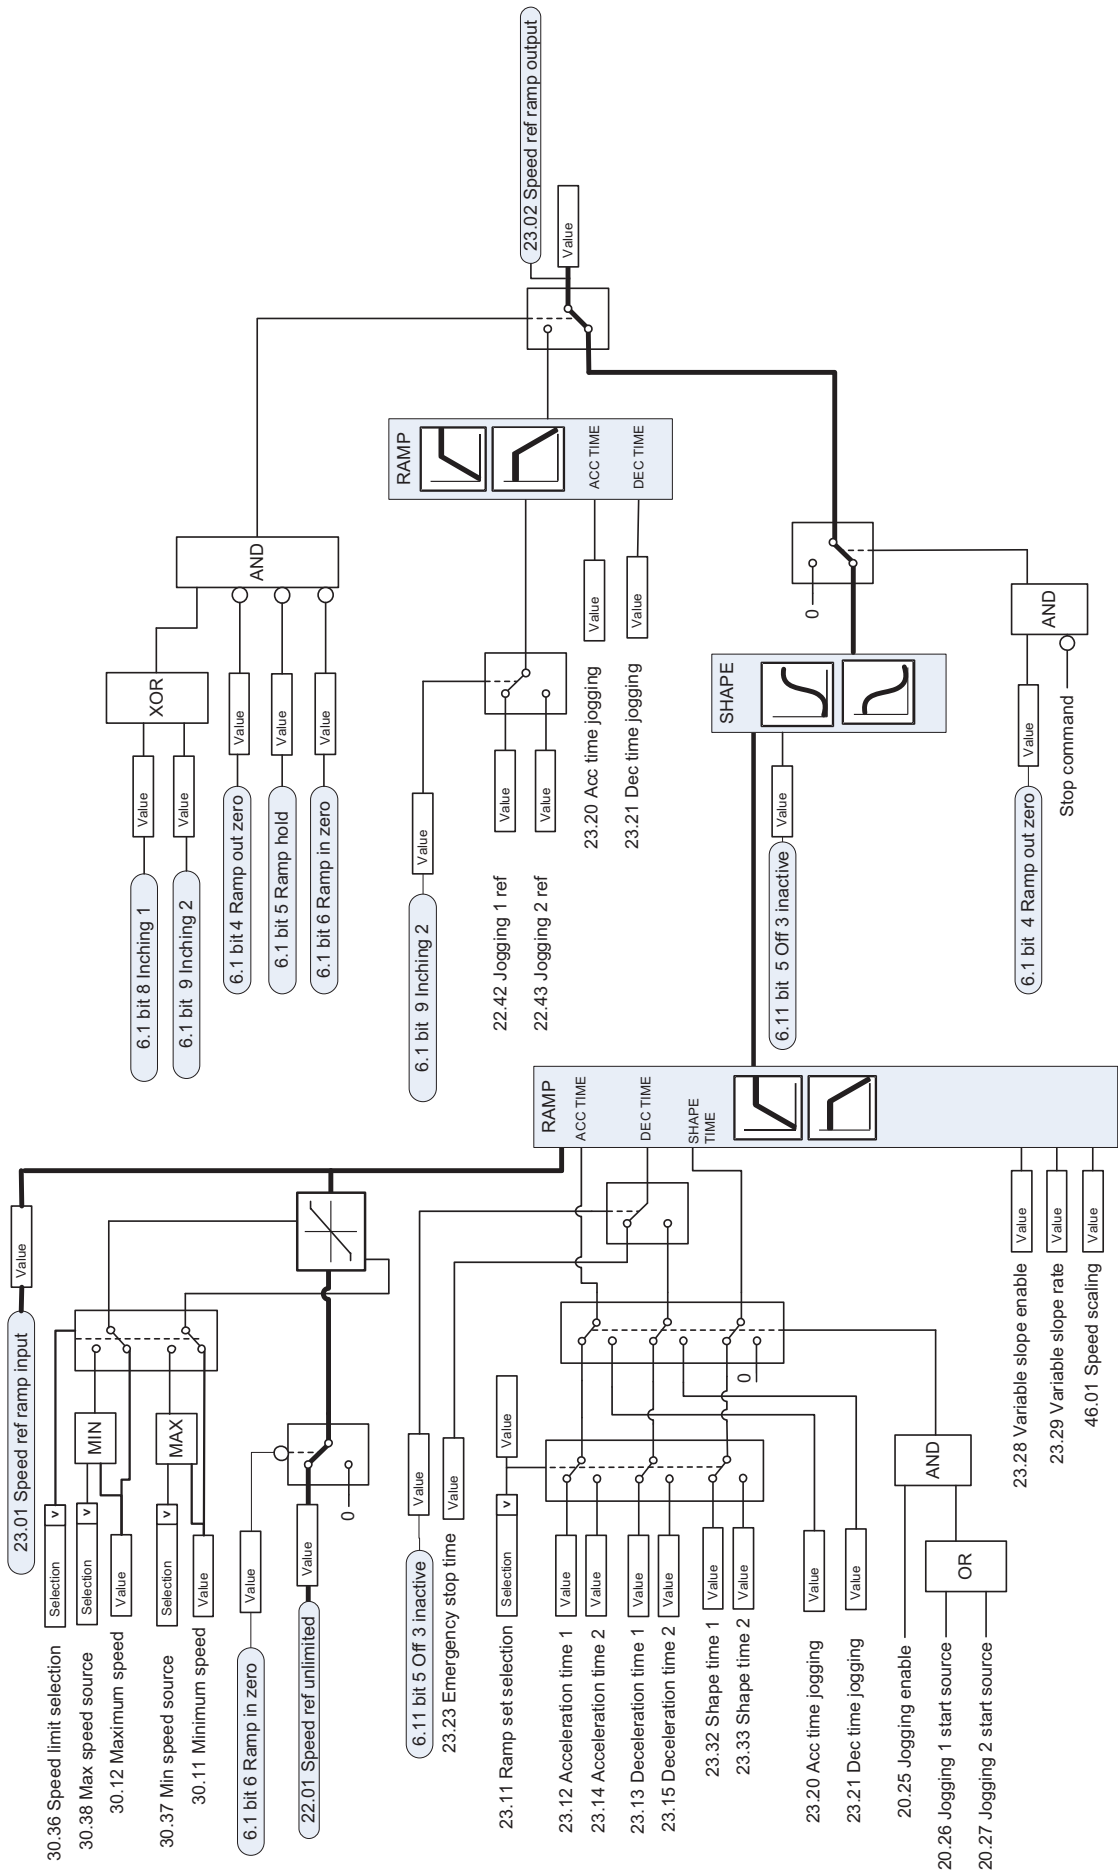 23.01 Speed ref ramp input
Value
30.36 Speed limit selection
Selection
v
30.38 Max speed source
Selection
v
MIN
30.12 Maximum speed
Value
30.37 Min speed source
Selection
v
MAX
30.11 Minimum speed
Value
6.1 bit 6 Ramp in zero
Value
22.01 Speed ref unlimited
Value
0
6.11 bit 5 Off 3 inactive
Value
23.23 Emergency stop time
Value
23.11 Ramp set selection
Selection
v
Value
23.12 Acceleration time 1
Value
23.14 Acceleration time 2
Value
23.13 Deceleration time 1
Value
23.15 Deceleration time 2
Value
23.32 Shape time 1
Value
23.33 Shape time 2
Value
0
23.20 Acc time jogging
Value
23.21 Dec time jogging
Value
20.25 Jogging enable
AND
20.26 Jogging 1 start source
OR
20.27 Jogging 2 start source
23.28 Variable slope enable
Value
23.29 Variable slope rate
Value
46.01 Speed scaling
Value
RAMP
ACC TIME
DEC TIME
SHAPE
TIME
6.1 bit 8 Inching 1
Value
6.1 bit 9 Inching 2
Value
XOR
6.1 bit 4 Ramp out zero
Value
6.1 bit 5 Ramp hold
Value
6.1 bit 6 Ramp in zero
Value
AND
6.1 bit 9 Inching 2
Value
22.42 Jogging 1 ref
Value
22.43 Jogging 2 ref
Value
23.20 Acc time jogging
Value
23.21 Dec time jogging
Value
RAMP
ACC TIME
DEC TIME
6.11 bit 5 Off 3 inactive
Value
SHAPE
0
6.1 bit 4 Ramp out zero
Value
Stop command
AND
23.02 Speed ref ramp output
Value